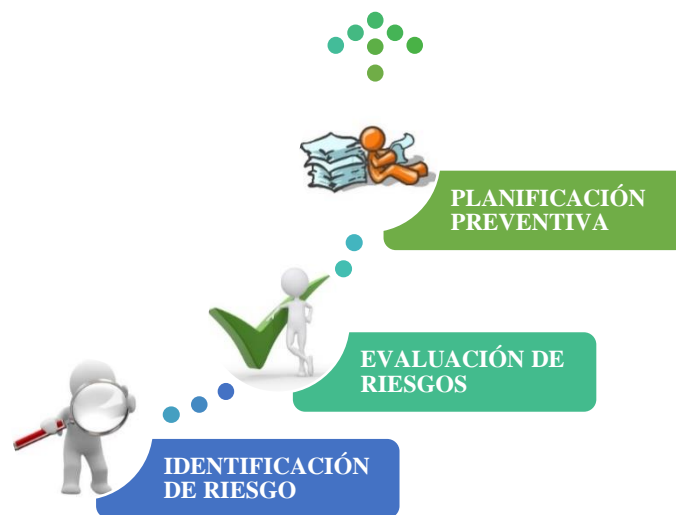 PLANIFICACIÓN
PREVENTIVA
EVALUACIÓN DE
RIESGOS
IDENTIFICACIÓN
DE RIESGO